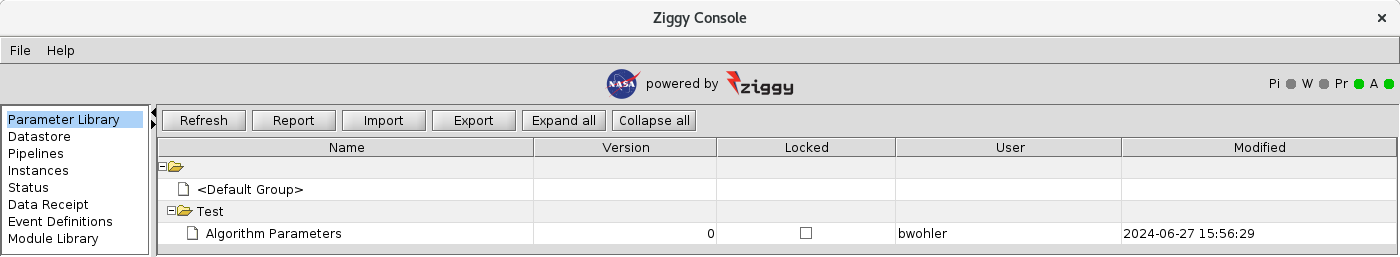 Ziggy Console
File Help
NASA powered by ziggy Pi W Pr A
Parameter Library
Datastore
Pipelines
Instances
Status
Data Receipt
Event Definitions
Module Library
Refresh Report Import Export Expand all Collapse all
Name Version Locked User Modified
<Default Group>
Test
Algorithm Parameters 0 bwohler 2024-06-27 15:56:29